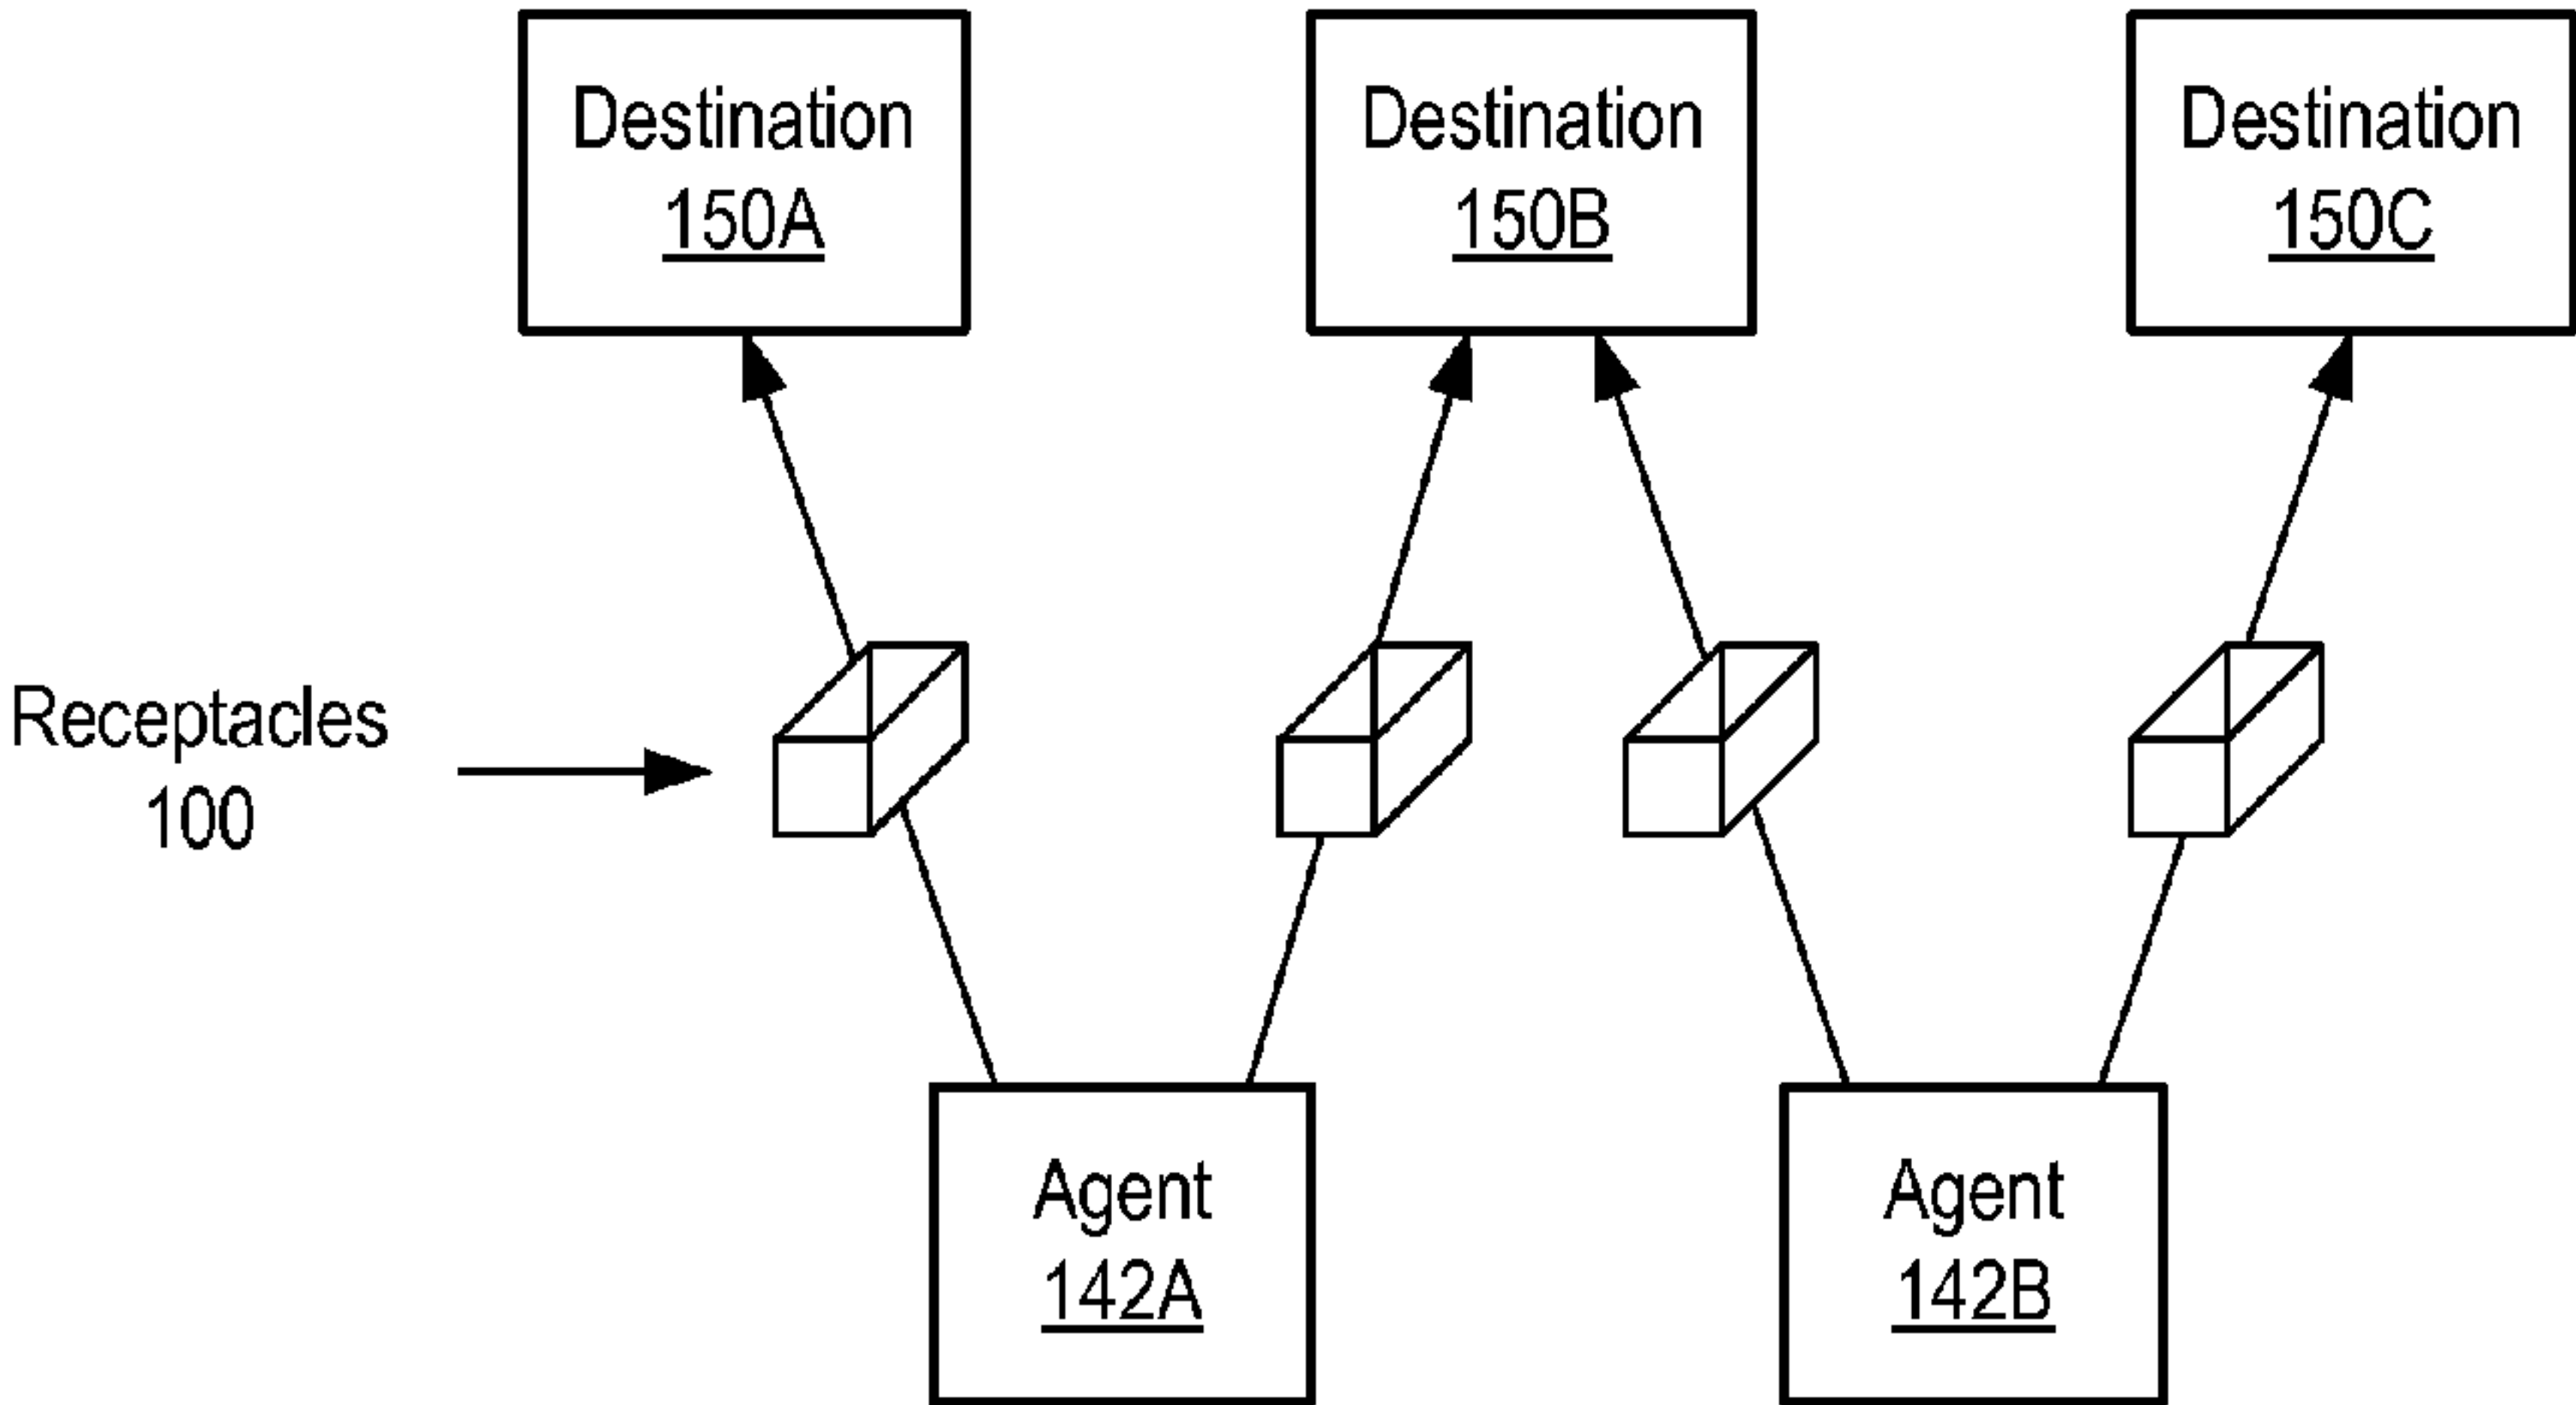 Destination
150A
Destination
150B
Destination
150C
Receptacles
100
Agent
142A
Agent
142B